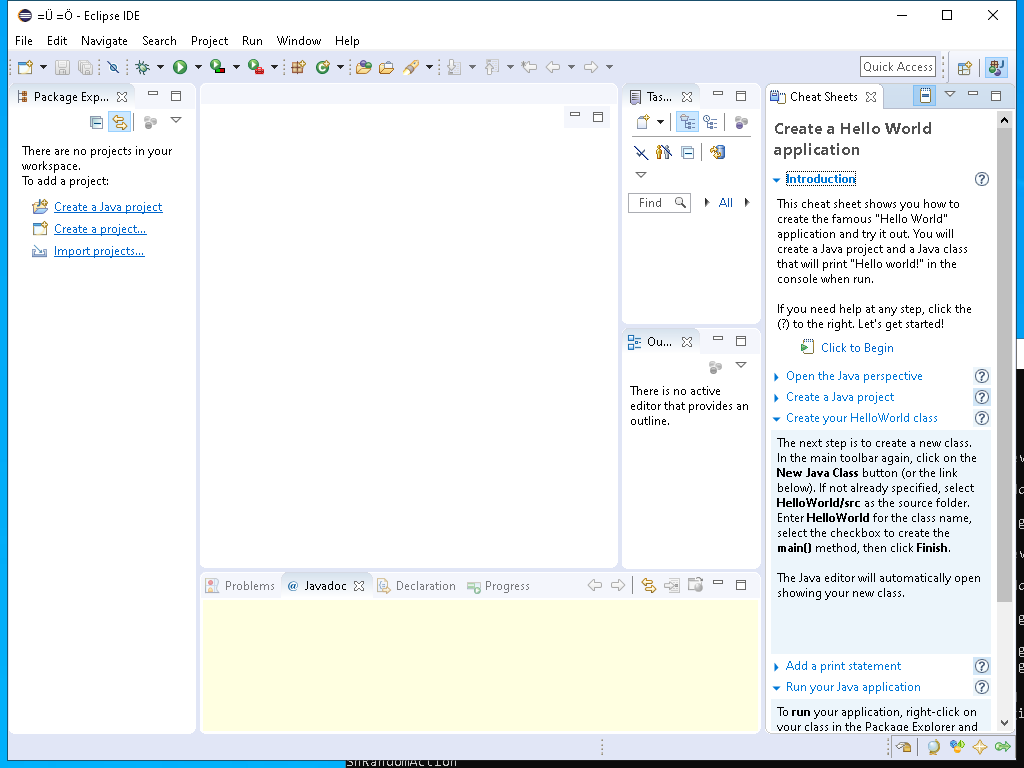 =Ü =Ö - Eclipse IDE
File Edit Navigate Search Project Run Window Help
Quick Access
Package Exp...
There are no projects in your
workspace.
To add a project:
Create a Java project
Create a project...
Import projects...
Tas...
Find
All
Ou...
There is no active
editor that provides an
outline.
Problems
@ Javadoc
Declaration
Progress
Cheat Sheets
Create a Hello World
application
Introduction
This cheat sheet shows you how to
create the famous "Hello World"
application and try it out. You will
create a Java project and a Java class
that will print "Hello world!" in the
console when run.
If you need help at any step, click the
(?) to the right. Let's get started!
Click to Begin
Open the Java perspective
Create a Java project
Create your HelloWorld class
The next step is to create a new class.
In the main toolbar again, click on the
New Java Class button (or the link
below). If not already specified, select
HelloWorld/src as the source folder.
Enter HelloWorld for the class name,
select the checkbox to create the
main() method, then click Finish.
The Java editor will automatically open
showing your new class.
Add a print statement
Run your Java application
To run your application, right-click on
your class in the Package Explorer and